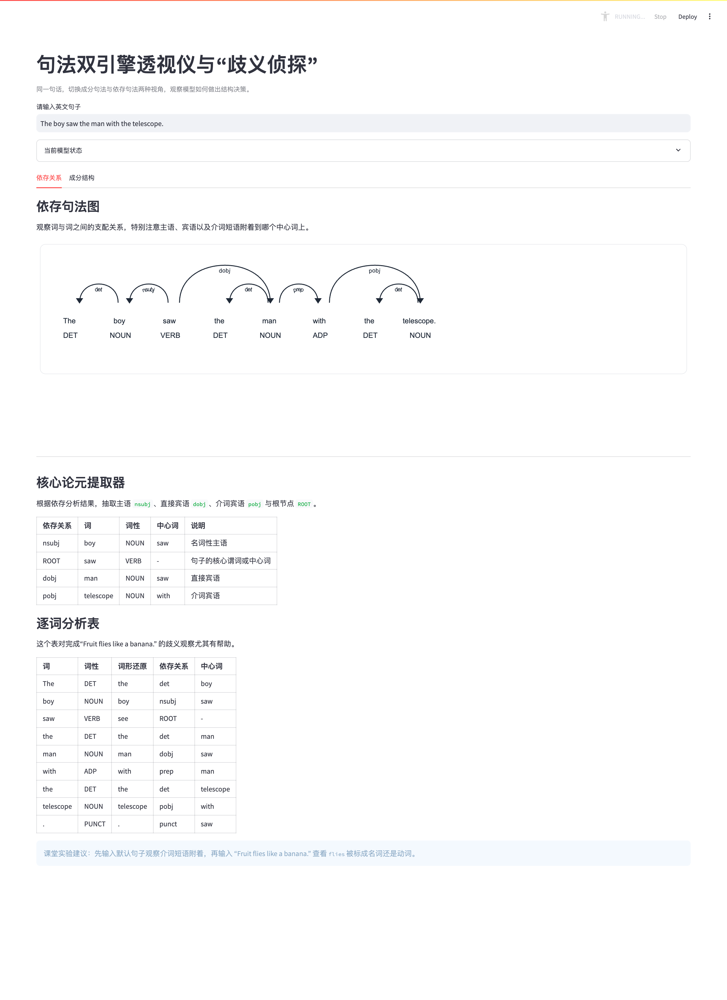 RUNNING... Stop Deploy
句法双引擎透视仪与“歧义侦探”
同一句话，切换成分句法与依存句法两种视角，观察模型如何做出结构决策。
请输入英文句子
The boy saw the man with the telescope.
当前模型状态
依存关系 成分结构
依存句法图
观察词与词之间的支配关系，特别注意主语、宾语以及介词短语附着到哪个中心词上。
dobj pobj
det nsubj det prep det
The boy saw the man with the telescope.
DET NOUN VERB DET NOUN ADP DET NOUN
核心论元提取器
根据依存分析结果，抽取主语 nsubj 、直接宾语 dobj 、介词宾语 pobj 与根节点 ROOT 。
依存关系 词 词性 中心词 说明
nsubj boy NOUN saw 名词性主语
ROOT saw VERB - 句子的核心谓词或中心词
dobj man NOUN saw 直接宾语
pobj telescope NOUN with 介词宾语
逐词分析表
这个表对完成“Fruit flies like a banana.” 的歧义观察尤其有帮助。
词 词性 词形还原 依存关系 中心词
The DET the det boy
boy NOUN boy nsubj saw
saw VERB see ROOT -
the DET the det man
man NOUN man dobj saw
with ADP with prep man
the DET the det telescope
telescope NOUN telescope pobj with
. PUNCT . punct saw
课堂实验建议：先输入默认句子观察介词短语附着，再输入 “Fruit flies like a banana.” 查看 flies 被标成名词还是动词。